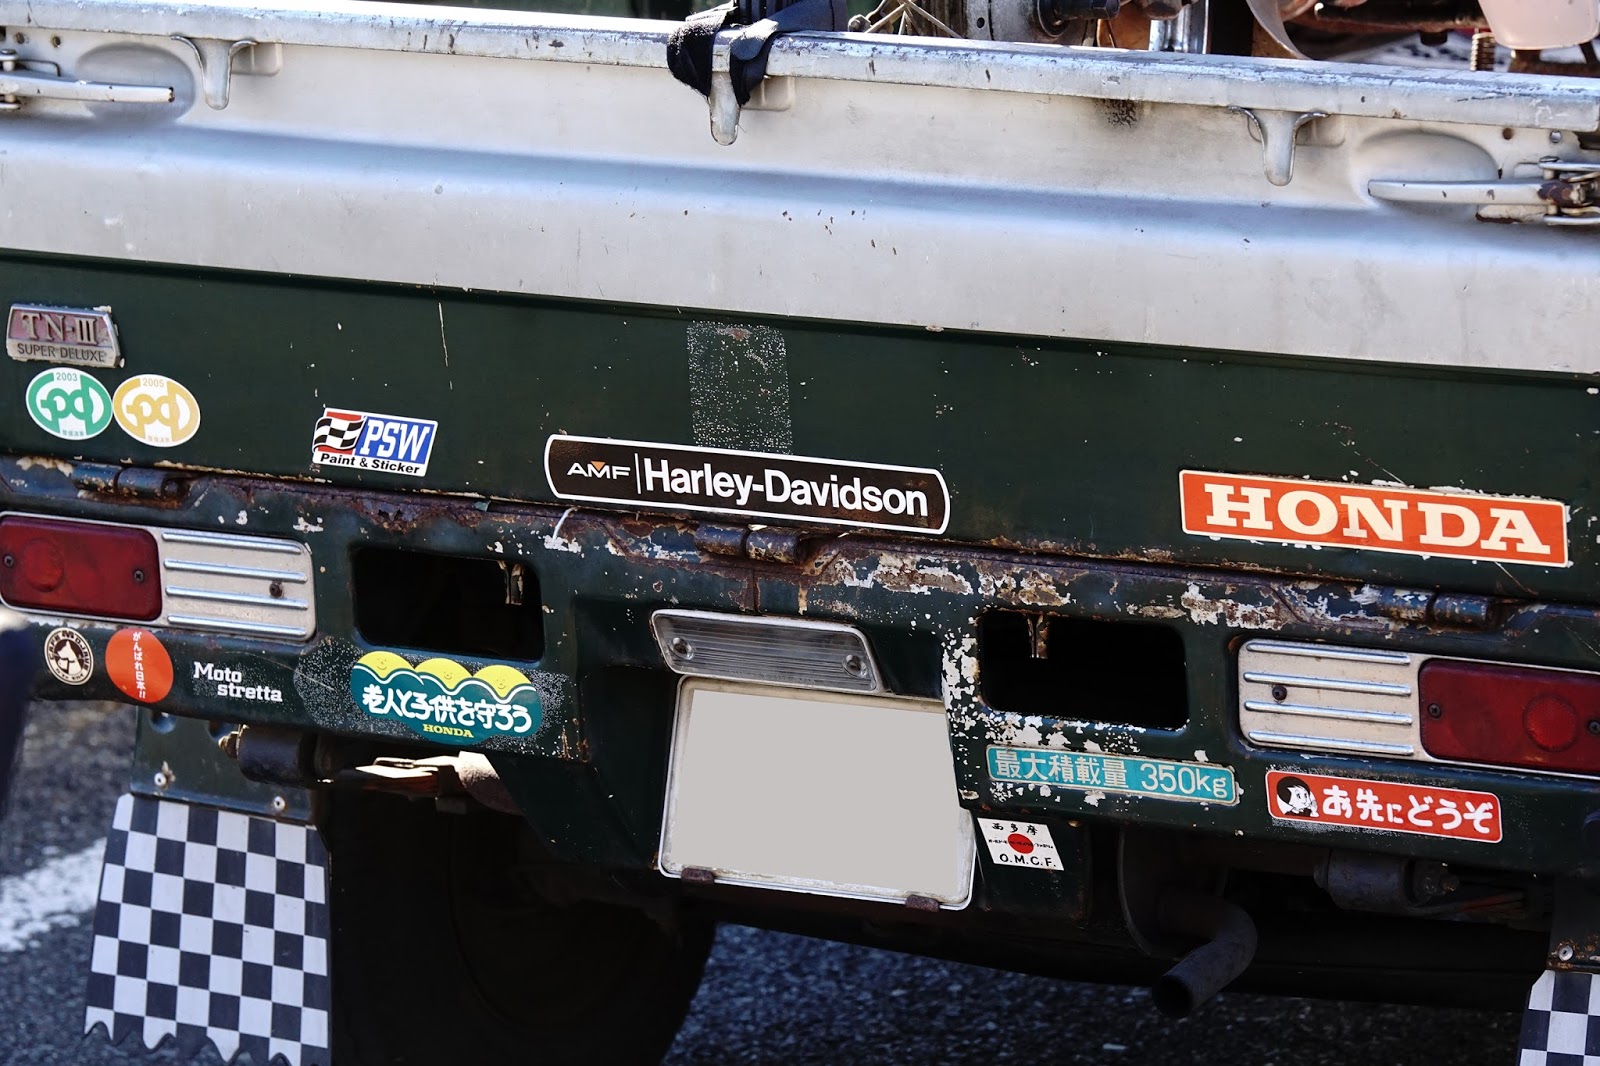 TN-III
SUPER DELUXE
2003
2005
PSW
Paint & Sticker
AMF Harley-Davidson
HONDA
がんばれ日本!!
Moto
stretta
老人と子供を守ろう
HONDA
最大積載量 350kg
お先にどうぞ
西多摩
O.M.C.F.